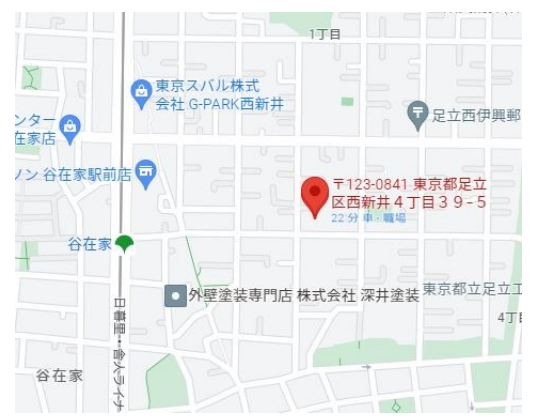 1丁目
東京スバル株式
会社 G-PARK西新井
ンター
在家店
足立西伊興郵
ソン 谷在家駅前店
〒123-0841 東京都足立
区西新井4丁目39-5
22分 車・職場
谷在家
外壁塗装専門店 株式会社 深井塗装
東京都立足立工
日暮里・舎人ライナ
4丁
谷在家